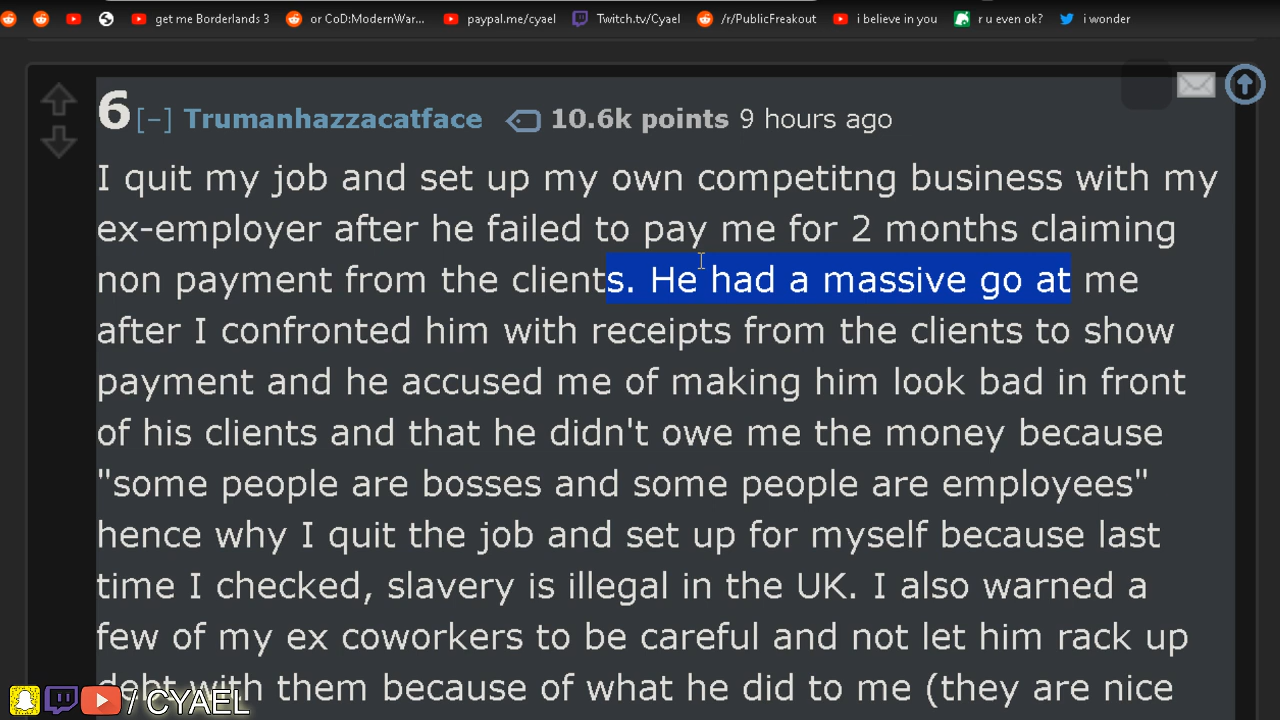 get me Borderlands 3 or CoD:ModernWar... paypal.me/cyael Twitch.tv/Cyael /r/PublicFreakout i believe in you r u even ok? i wonder
6 [–] Trumanhazzacatface 10.6k points 9 hours ago
I quit my job and set up my own competitng business with my
ex-employer after he failed to pay me for 2 months claiming
non payment from the clients. He had a massive go at me
after I confronted him with receipts from the clients to show
payment and he accused me of making him look bad in front
of his clients and that he didn't owe me the money because
"some people are bosses and some people are employees"
hence why I quit the job and set up for myself because last
time I checked, slavery is illegal in the UK. I also warned a
few of my ex coworkers to be careful and not let him rack up
debt with them because of what he did to me (they are nice
/ CYAEL